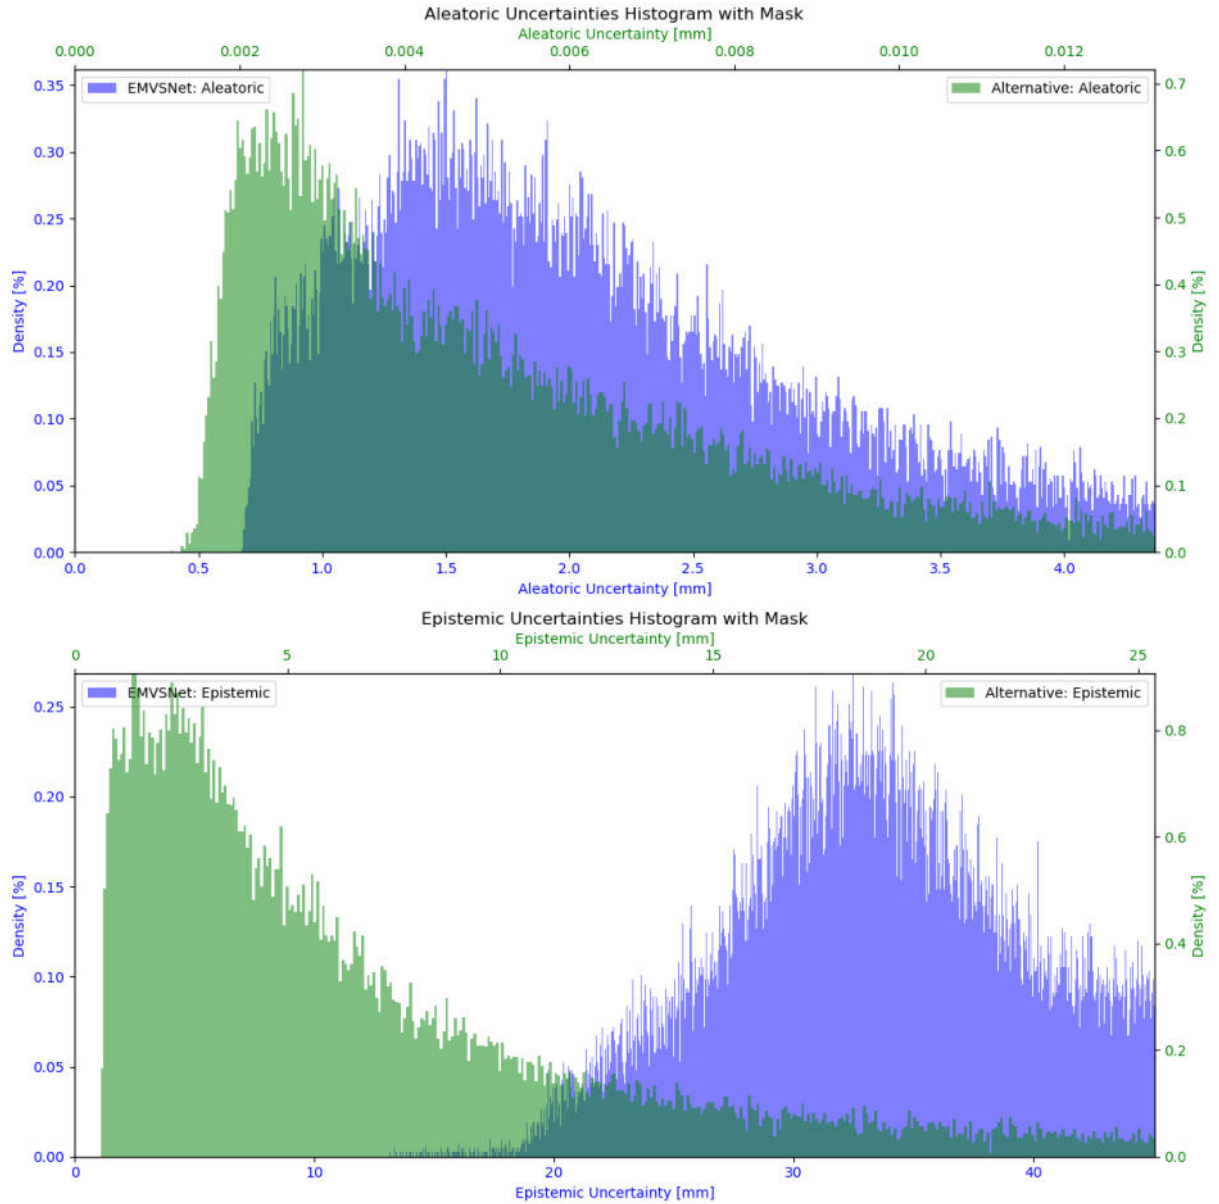 Aleatoric Uncertainties Histogram with Mask
Aleatoric Uncertainty [mm]
0.000 0.002 0.004 0.006 0.008 0.010 0.012
EMVSNet: Aleatoric
Alternative: Aleatoric
0.35
0.30
0.25
0.20
0.15
0.10
0.05
0.00
Density [%]
0.7
0.6
0.5
0.4
0.3
0.2
0.1
0.0
Density [%]
0.0 0.5 1.0 1.5 2.0 2.5 3.0 3.5 4.0
Aleatoric Uncertainty [mm]
Epistemic Uncertainties Histogram with Mask
Epistemic Uncertainty [mm]
0 5 10 15 20 25
EMVSNet: Epistemic
Alternative: Epistemic
0.25
0.20
0.15
0.10
0.05
0.00
Density [%]
0.8
0.6
0.4
0.2
0.0
Density [%]
0 10 20 30 40
Epistemic Uncertainty [mm]